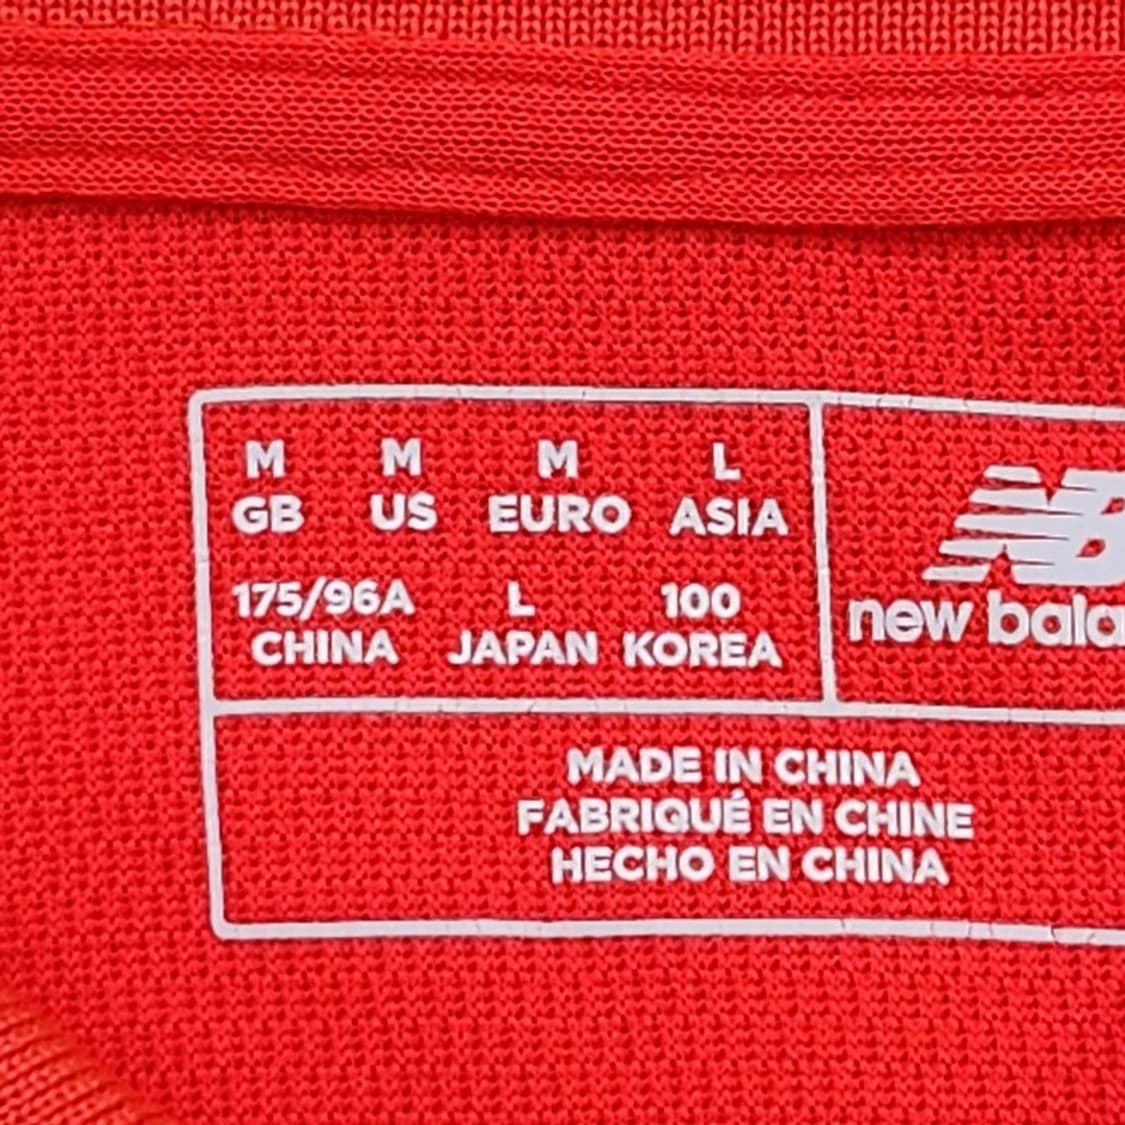 M M M L
GB US EURO ASIA
175/96A L 100
CHINA JAPAN KOREA
NB
new
MADE IN CHINA
FABRIQUÉ EN CHINE
HECHO EN CHINA